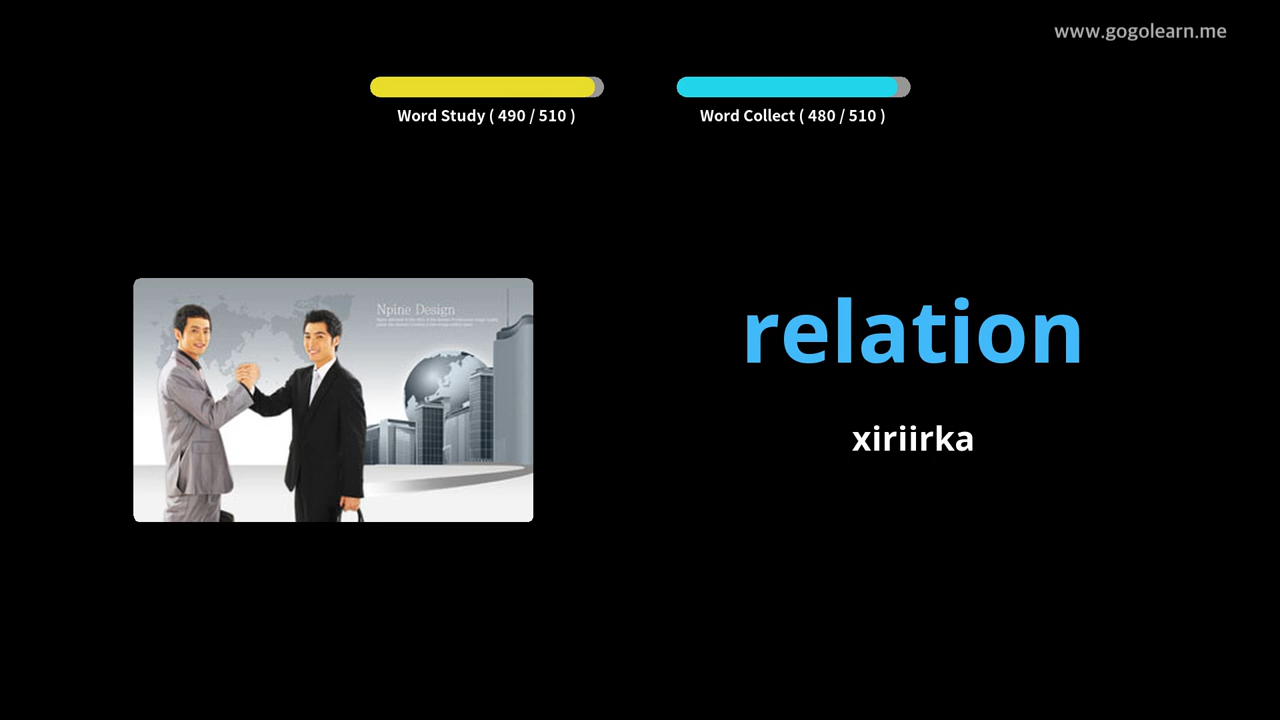 www.gogolearn.me
Word Study ( 490 / 510 )
Word Collect ( 480 / 510 )
Npine Design
relation
xiriirka